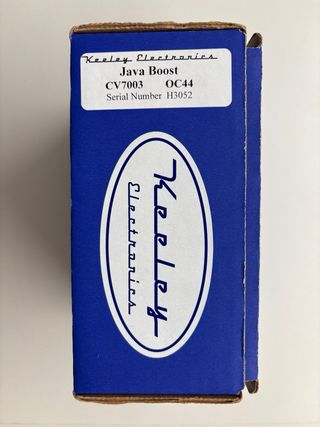 Keeley Electronics
Java Boost
CV7003 OC44
Serial Number H3052
Keeley
Electronics